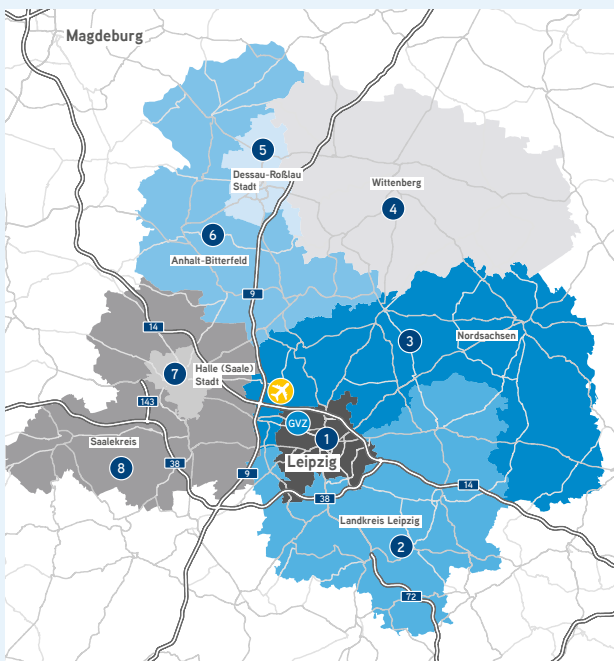 Magdeburg
5
Dessau-Roßlau
Stadt
Wittenberg
4
6
Anhalt-Bitterfeld
9
14
3
Nordsachsen
7
Halle (Saale)
Stadt
143
GVZ
1
Saalekreis
8
38
9
Leipzig
14
38
Landkreis Leipzig
2
72